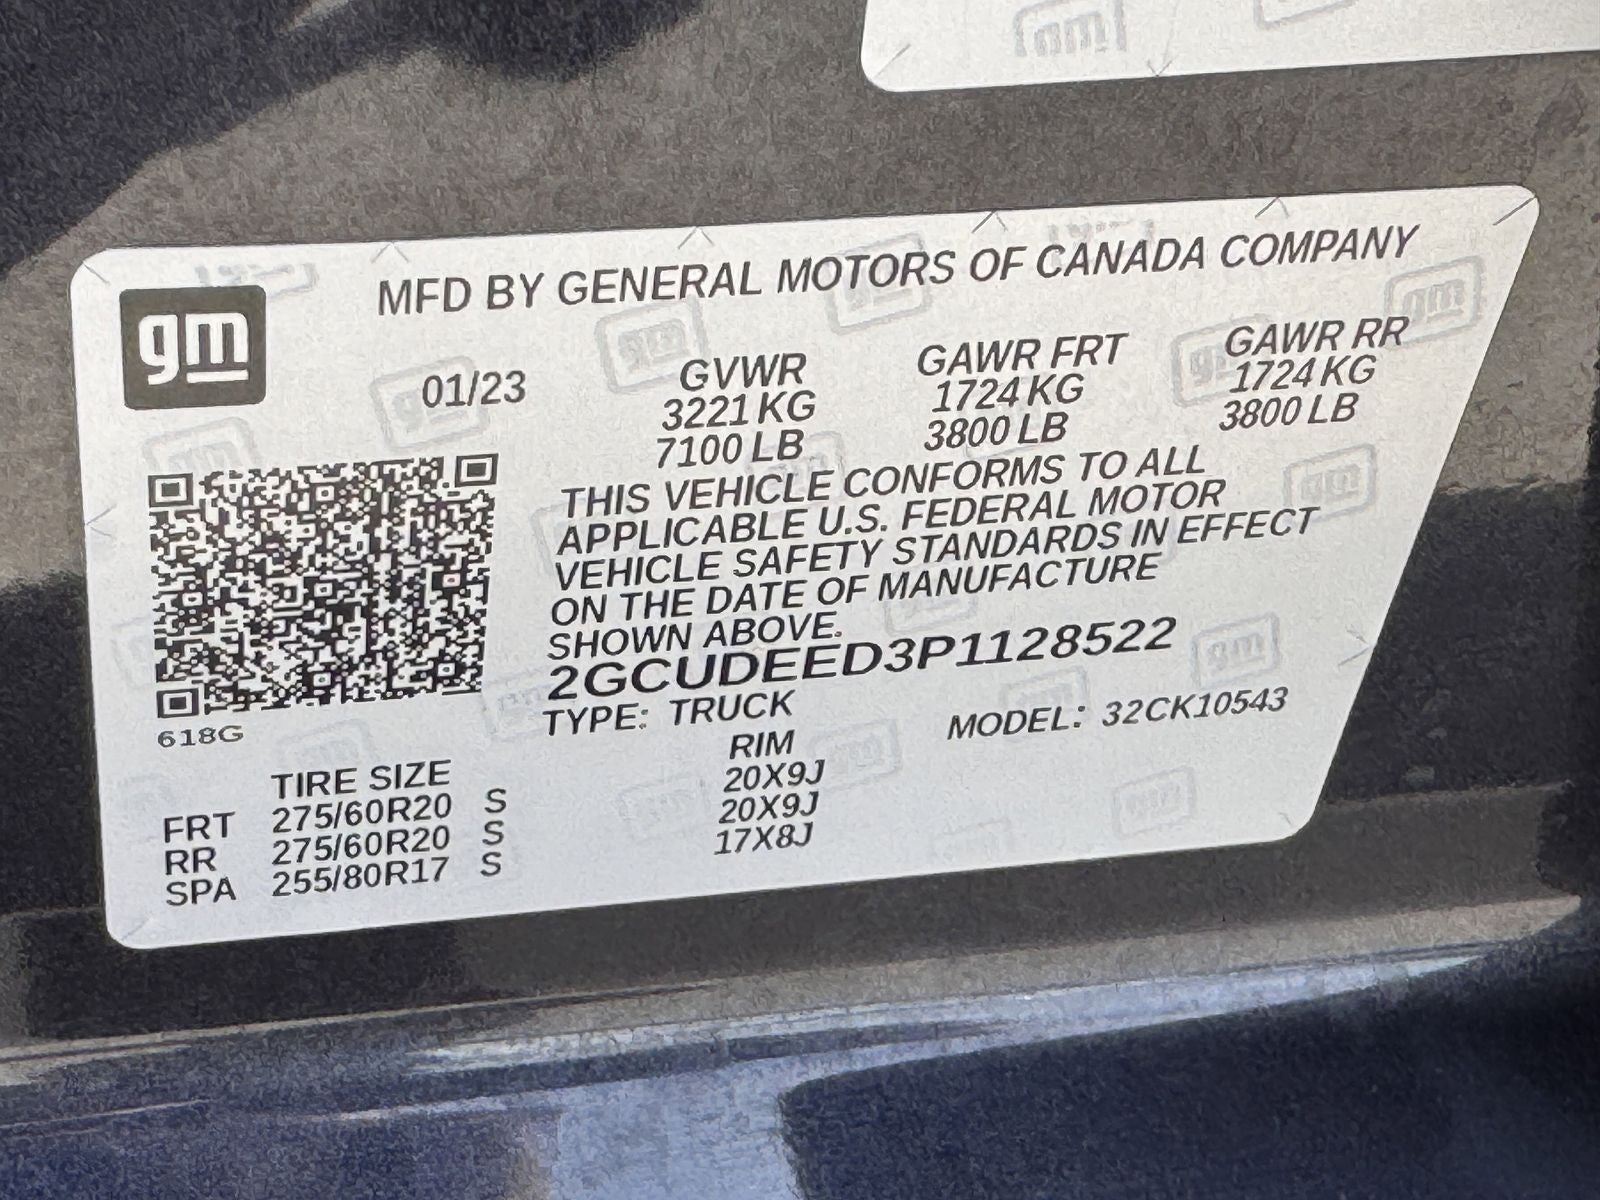 gm
MFD BY GENERAL MOTORS OF CANADA COMPANY
01/23
GVWR
3221 KG
7100 LB
GAWR FRT
1724 KG
3800 LB
GAWR RR
1724 KG
3800 LB
THIS VEHICLE CONFORMS TO ALL
APPLICABLE U.S. FEDERAL MOTOR
VEHICLE SAFETY STANDARDS IN EFFECT
ON THE DATE OF MANUFACTURE
SHOWN ABOVE.
2GCUDEED3P1128522
TYPE: TRUCK MODEL: 32CK10543
618G
TIRE SIZE RIM
FRT 275/60R20 S 20X9J
RR 275/60R20 S 20X9J
SPA 255/80R17 S 17X8J